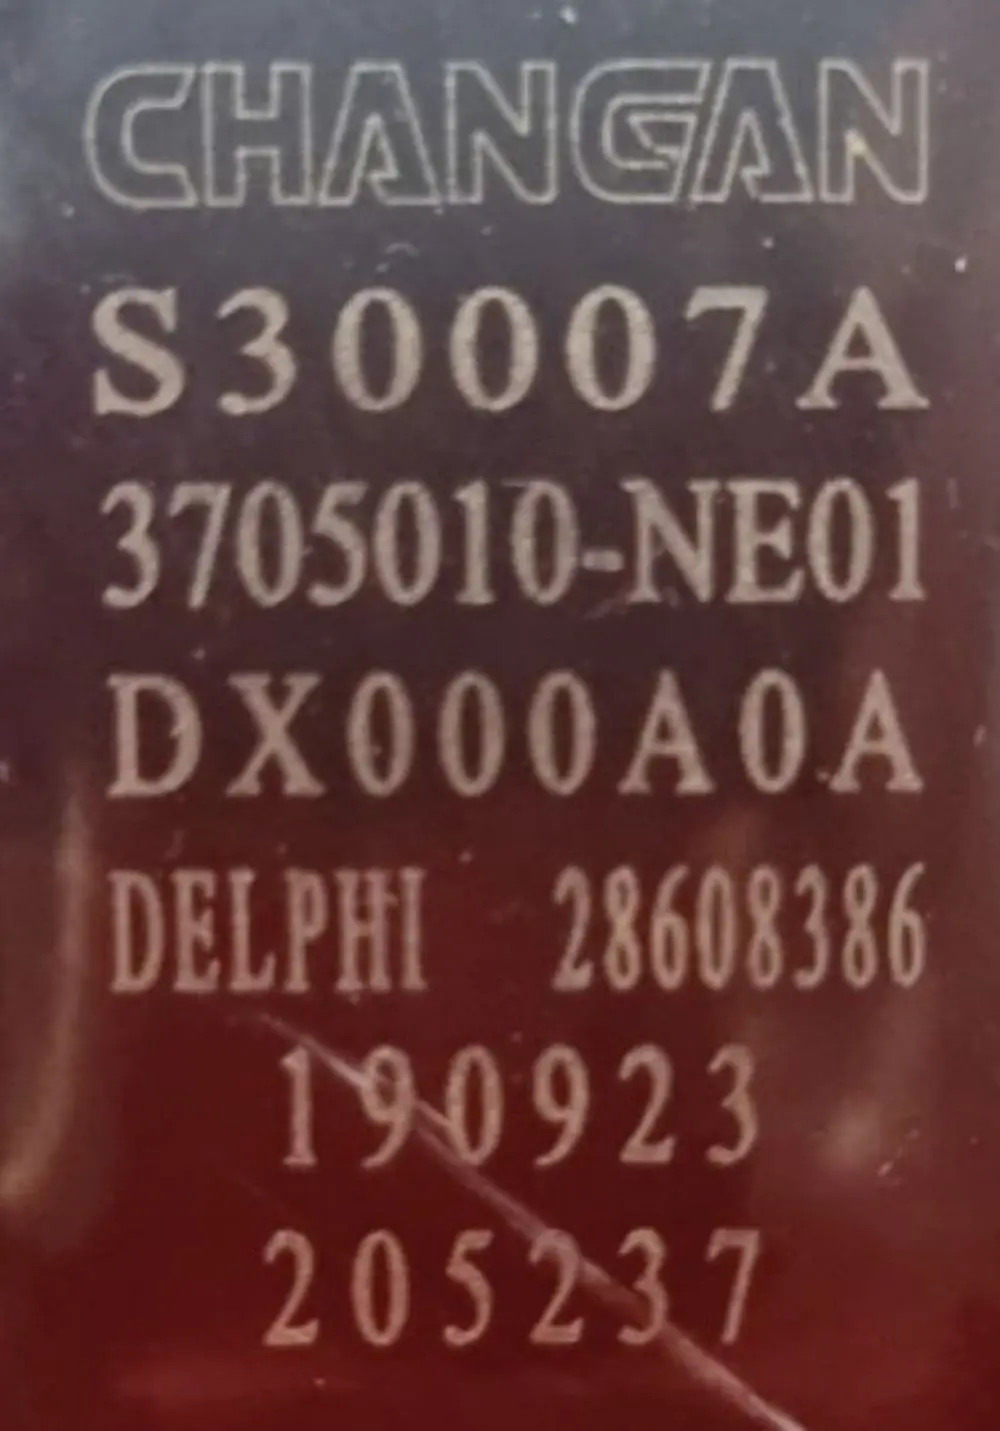 CHANGAN
S30007A
3705010-NE01
DX000A0A
DELPHI 28608386
190923
205237